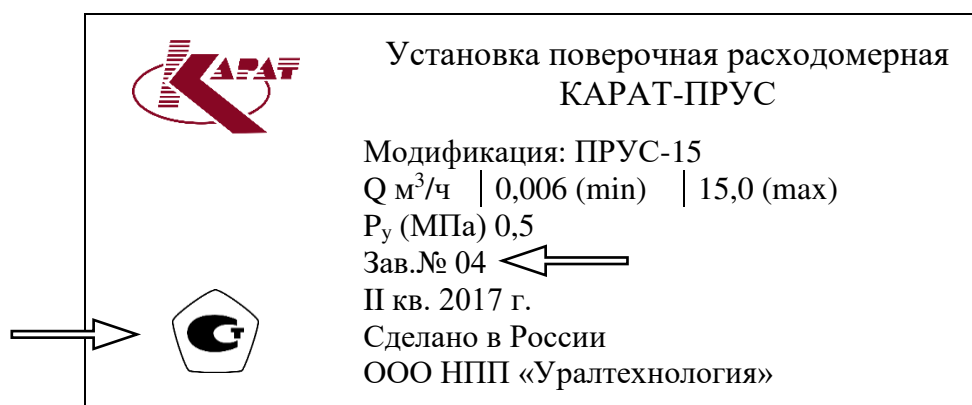 КАРАТ
Установка поверочная расходомерная
КАРАТ-ПРУС
Модификация: ПРУС-15
Q м³/ч | 0,006 (min) | 15,0 (max)
Pу (МПа) 0,5
Зав.№ 04
II кв. 2017 г.
Сделано в России
ООО НПП «Уралтехнология»